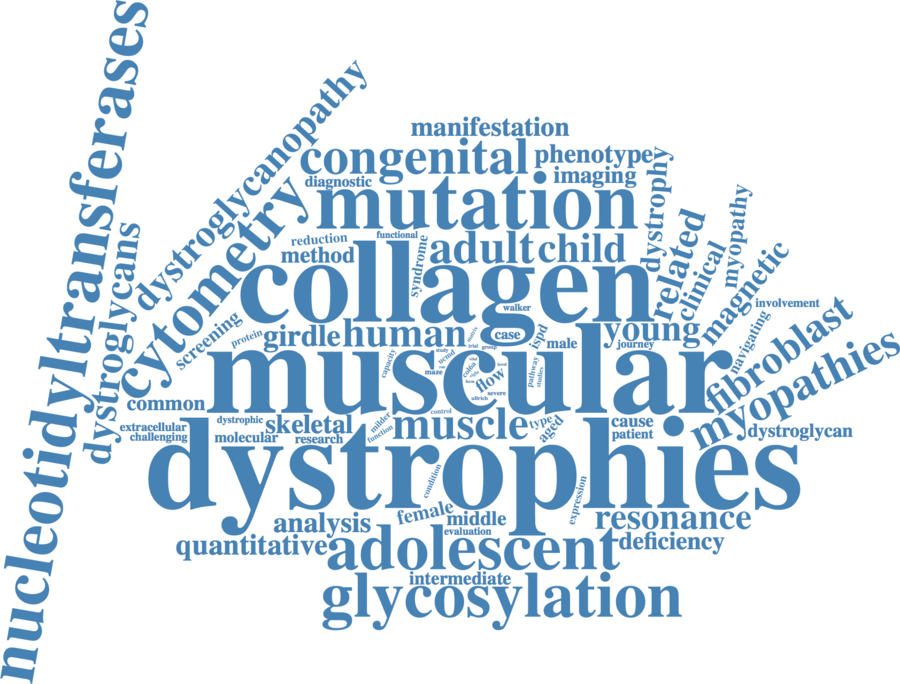 nucleotidyltransferases
dystroglycans
dystroglycanopathy
cytometry
manifestation
congenital
phenotype
diagnostic
imaging
mutation
dystrophy
related
clinical
myopathy
magnetic
reduction
functional
method
syndrome
adult
child
collagen
screening
protein
walker
involvement
girdle
human
case
ispd
male
young
journey
navigating
fibroblast
myopathies
muscular
capacity
study
maze
flow
group
severe
ullrich
pathway
studies
common
extracellular
challenging
dystrophic
molecular
skeletal
research
milder
function
control
muscle
type
aged
cause
patient
dystroglycan
dystrophies
condition
expression
analysis
female
middle
evaluation
resonance
quantitative
adolescent
deficiency
intermediate
glycosylation